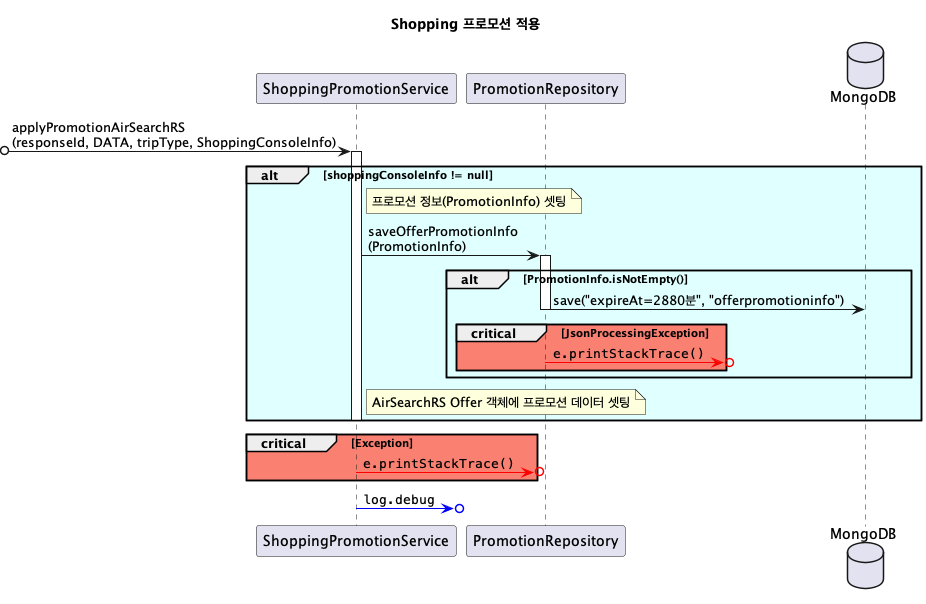 Shopping 프로모션 적용
ShoppingPromotionService
PromotionRepository
MongoDB
applyPromotionAirSearchRS
(responseId, DATA, tripType, ShoppingConsoleInfo)
alt
[shoppingConsoleInfo != null]
프로모션 정보(PromotionInfo) 셋팅
saveOfferPromotionInfo
(PromotionInfo)
alt
[PromotionInfo.isNotEmpty()]
save("expireAt=2880분", "offerpromotioninfo")
critical
[JsonProcessingException]
e.printStackTrace()
AirSearchRS Offer 객체에 프로모션 데이터 셋팅
critical
[Exception]
e.printStackTrace()
log.debug
ShoppingPromotionService
PromotionRepository
MongoDB